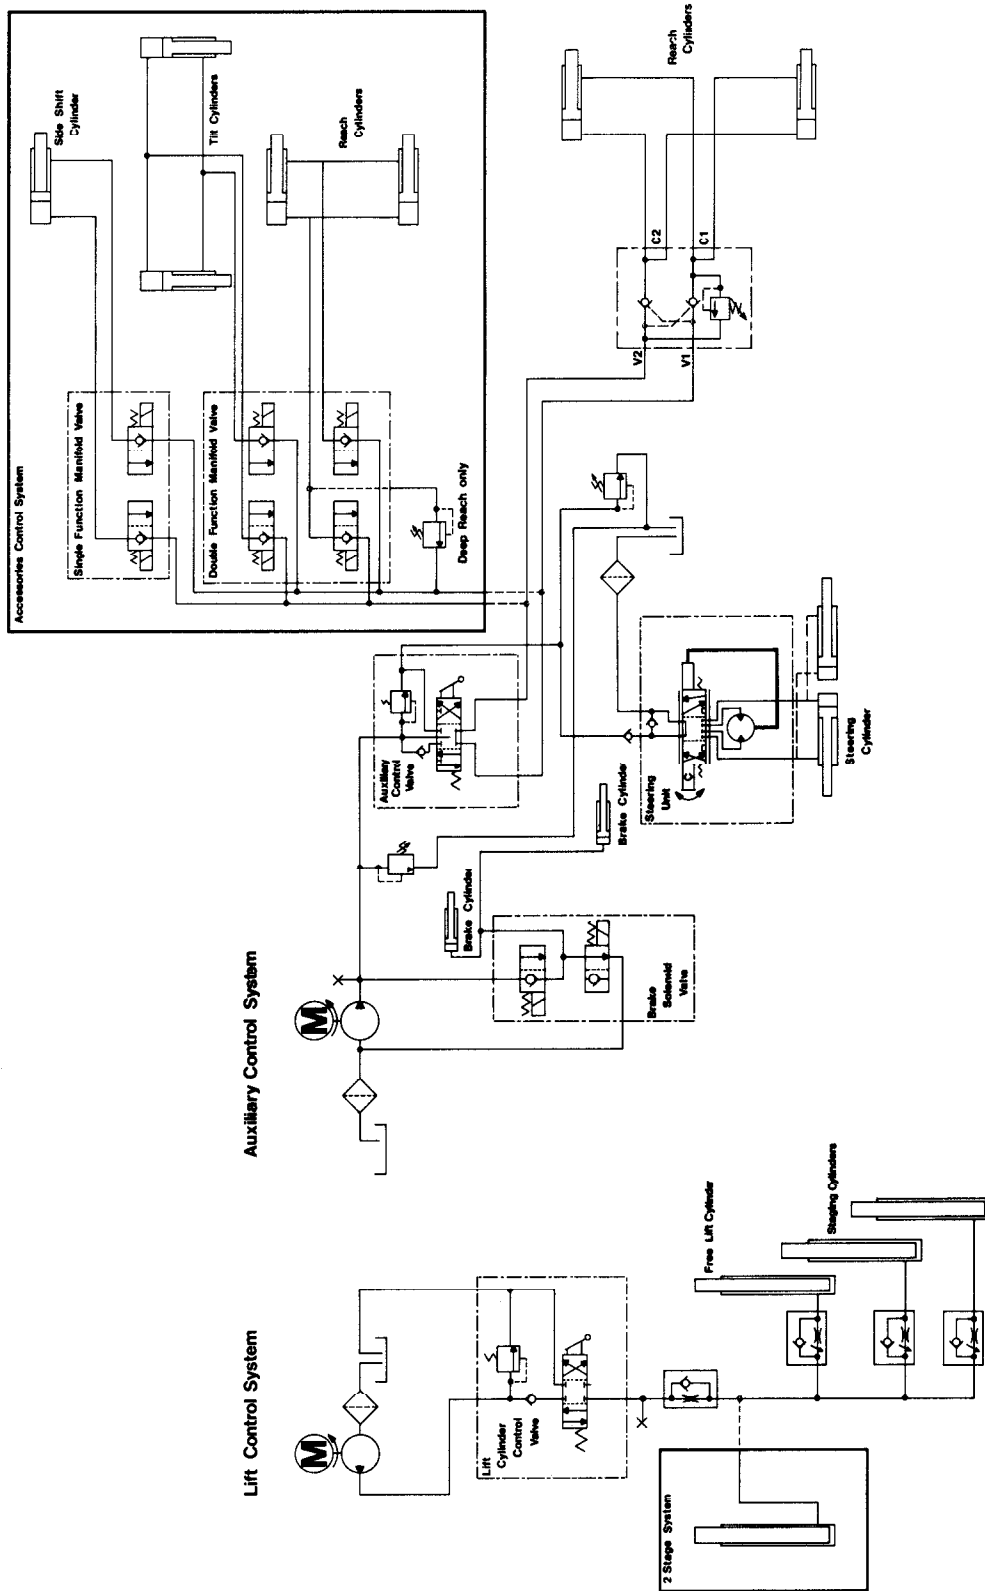 Accessories Control System
Single Function Manifold Valve
Side Shift
Cylinder
Double Function Manifold Valve
Tilt Cylinders
Reach
Cylinders
Deep Reach only
Auxiliary Control System
M
Auxiliary
Control
Valve
Brake Cylinder
Brake Cylinder
Brake
Solenoid
Valve
Steering
Unit
C
Steering
Cylinder
V2
V1
C2
C1
Reach
Cylinders
Lift Control System
M
Lift
Cylinder
Control
Valve
Free Lift Cylinder
Staging Cylinders
2 Stage System